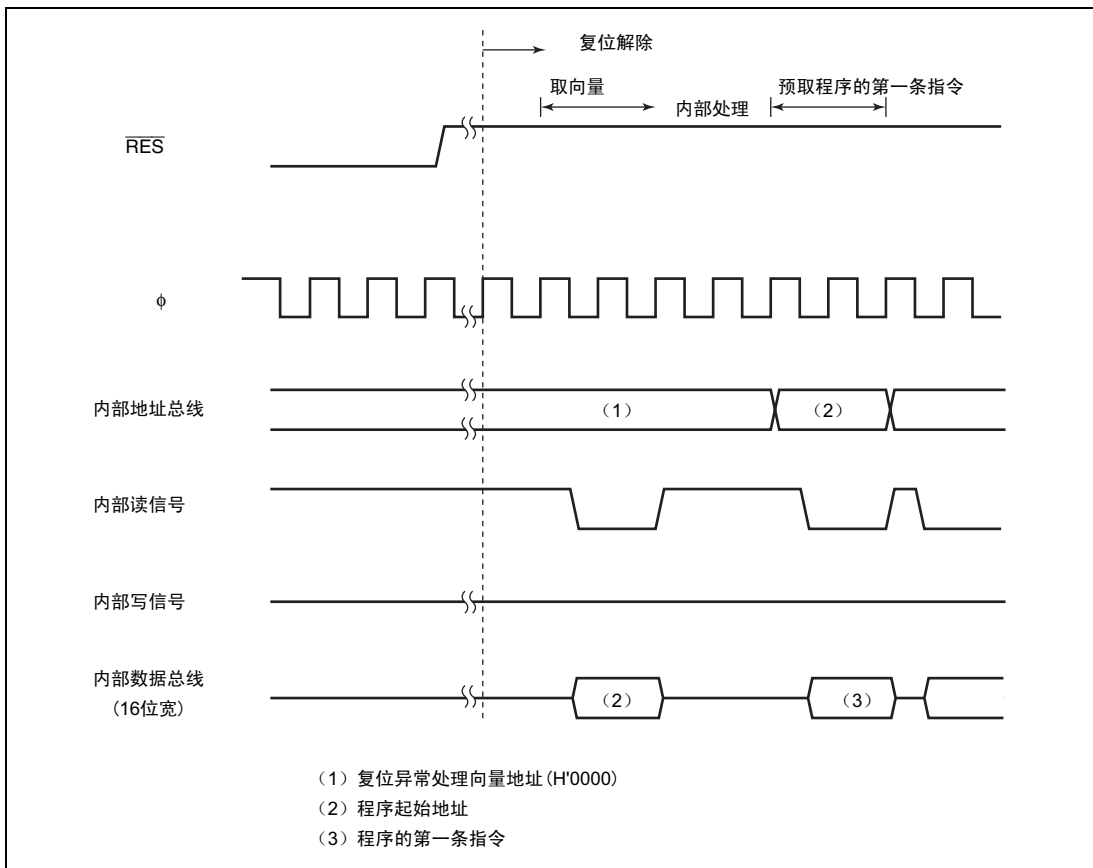 复位解除
取向量
预取程序的第一条指令
内部处理
RES
ϕ
内部地址总线
（1）
（2）
内部读信号
内部写信号
内部数据总线
(16位宽)
（2）
（3）
（1）复位异常处理向量地址(H'0000)
（2）程序起始地址
（3）程序的第一条指令